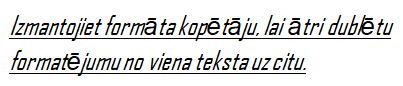 Izmantojiet formāta kopētāju, lai ātri dublētu
formatējumu no viena teksta uz citu.